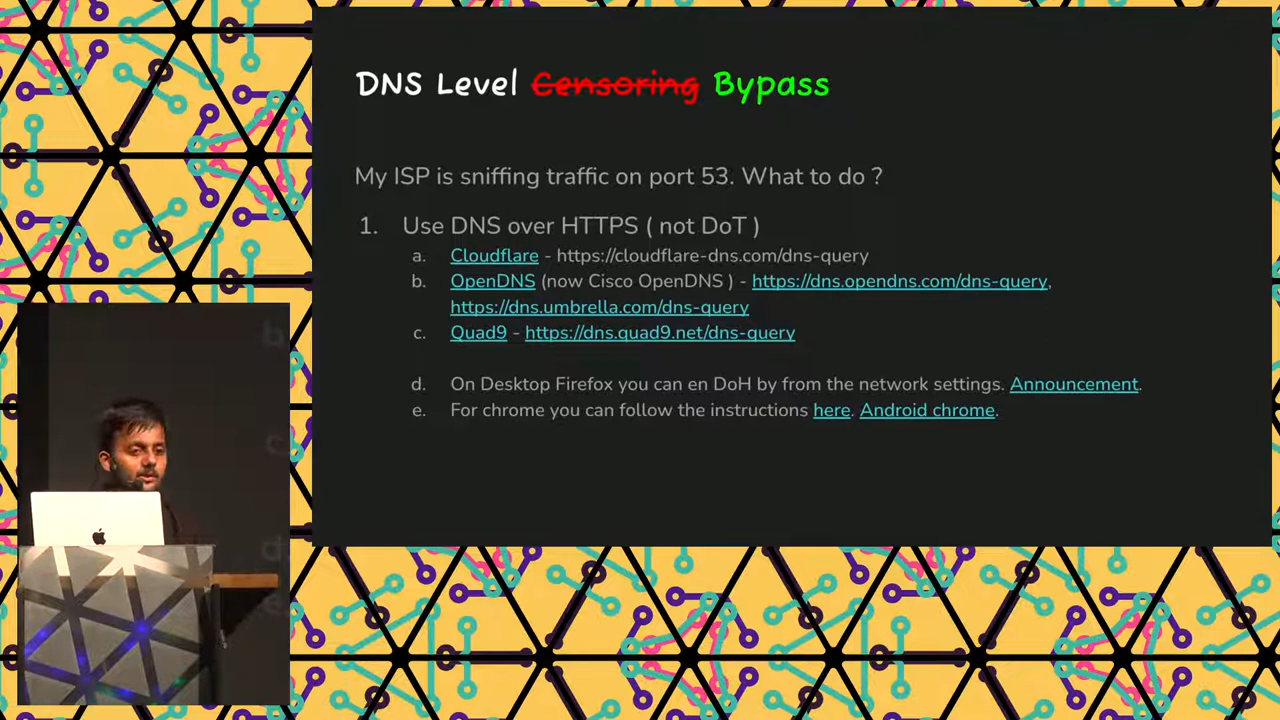 DNS Level Censoring Bypass
My ISP is sniffing traffic on port 53. What to do ?
1. Use DNS over HTTPS ( not DoT )
a. Cloudflare - https://cloudflare-dns.com/dns-query
b. OpenDNS (now Cisco OpenDNS ) - https://dns.opendns.com/dns-query,
https://dns.umbrella.com/dns-query
c. Quad9 - https://dns.quad9.net/dns-query
d. On Desktop Firefox you can en DoH by from the network settings. Announcement.
e. For chrome you can follow the instructions here. Android chrome.